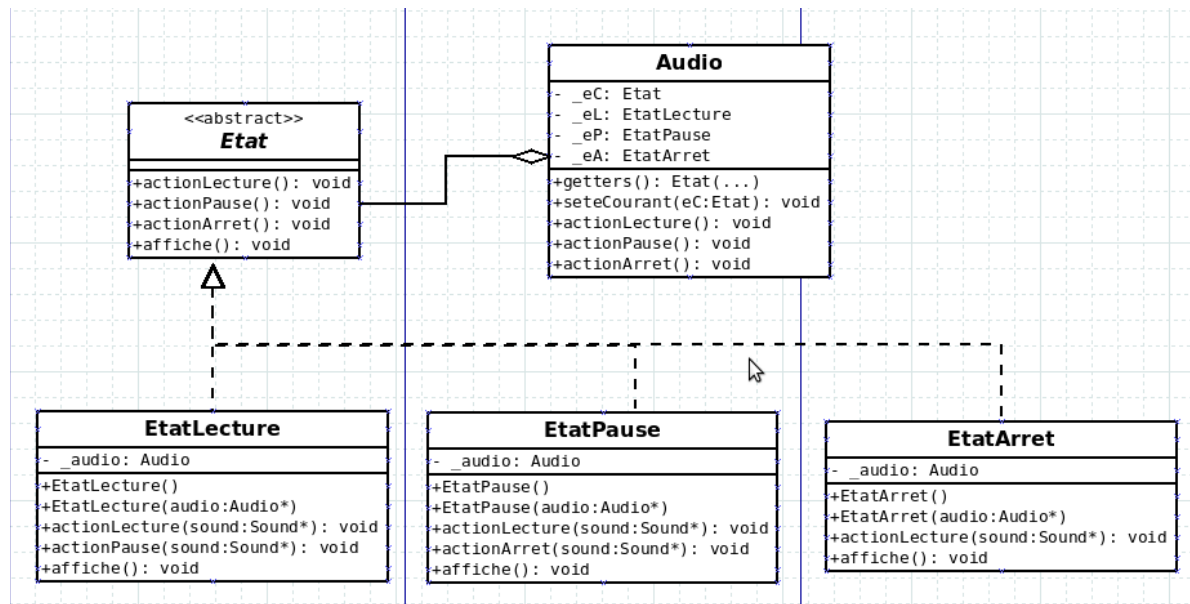 Audio
- _eC: Etat
- _eL: EtatLecture
- _eP: EtatPause
- _eA: EtatArret
+getters(): Etat(...)
+seteCourant(eC:Etat): void
+actionLecture(): void
+actionPause(): void
+actionArret(): void
<<abstract>>
Etat
+actionLecture(): void
+actionPause(): void
+actionArret(): void
+affiche(): void
EtatLecture
- _audio: Audio
+EtatLecture()
+EtatLecture(audio:Audio*)
+actionLecture(sound:Sound*): void
+actionPause(sound:Sound*): void
+affiche(): void
EtatPause
- _audio: Audio
+EtatPause()
+EtatPause(audio:Audio*)
+actionLecture(sound:Sound*): void
+actionArret(sound:Sound*): void
+affiche(): void
EtatArret
- _audio: Audio
+EtatArret()
+EtatArret(audio:Audio*)
+actionLecture(sound:Sound*): void
+affiche(): void